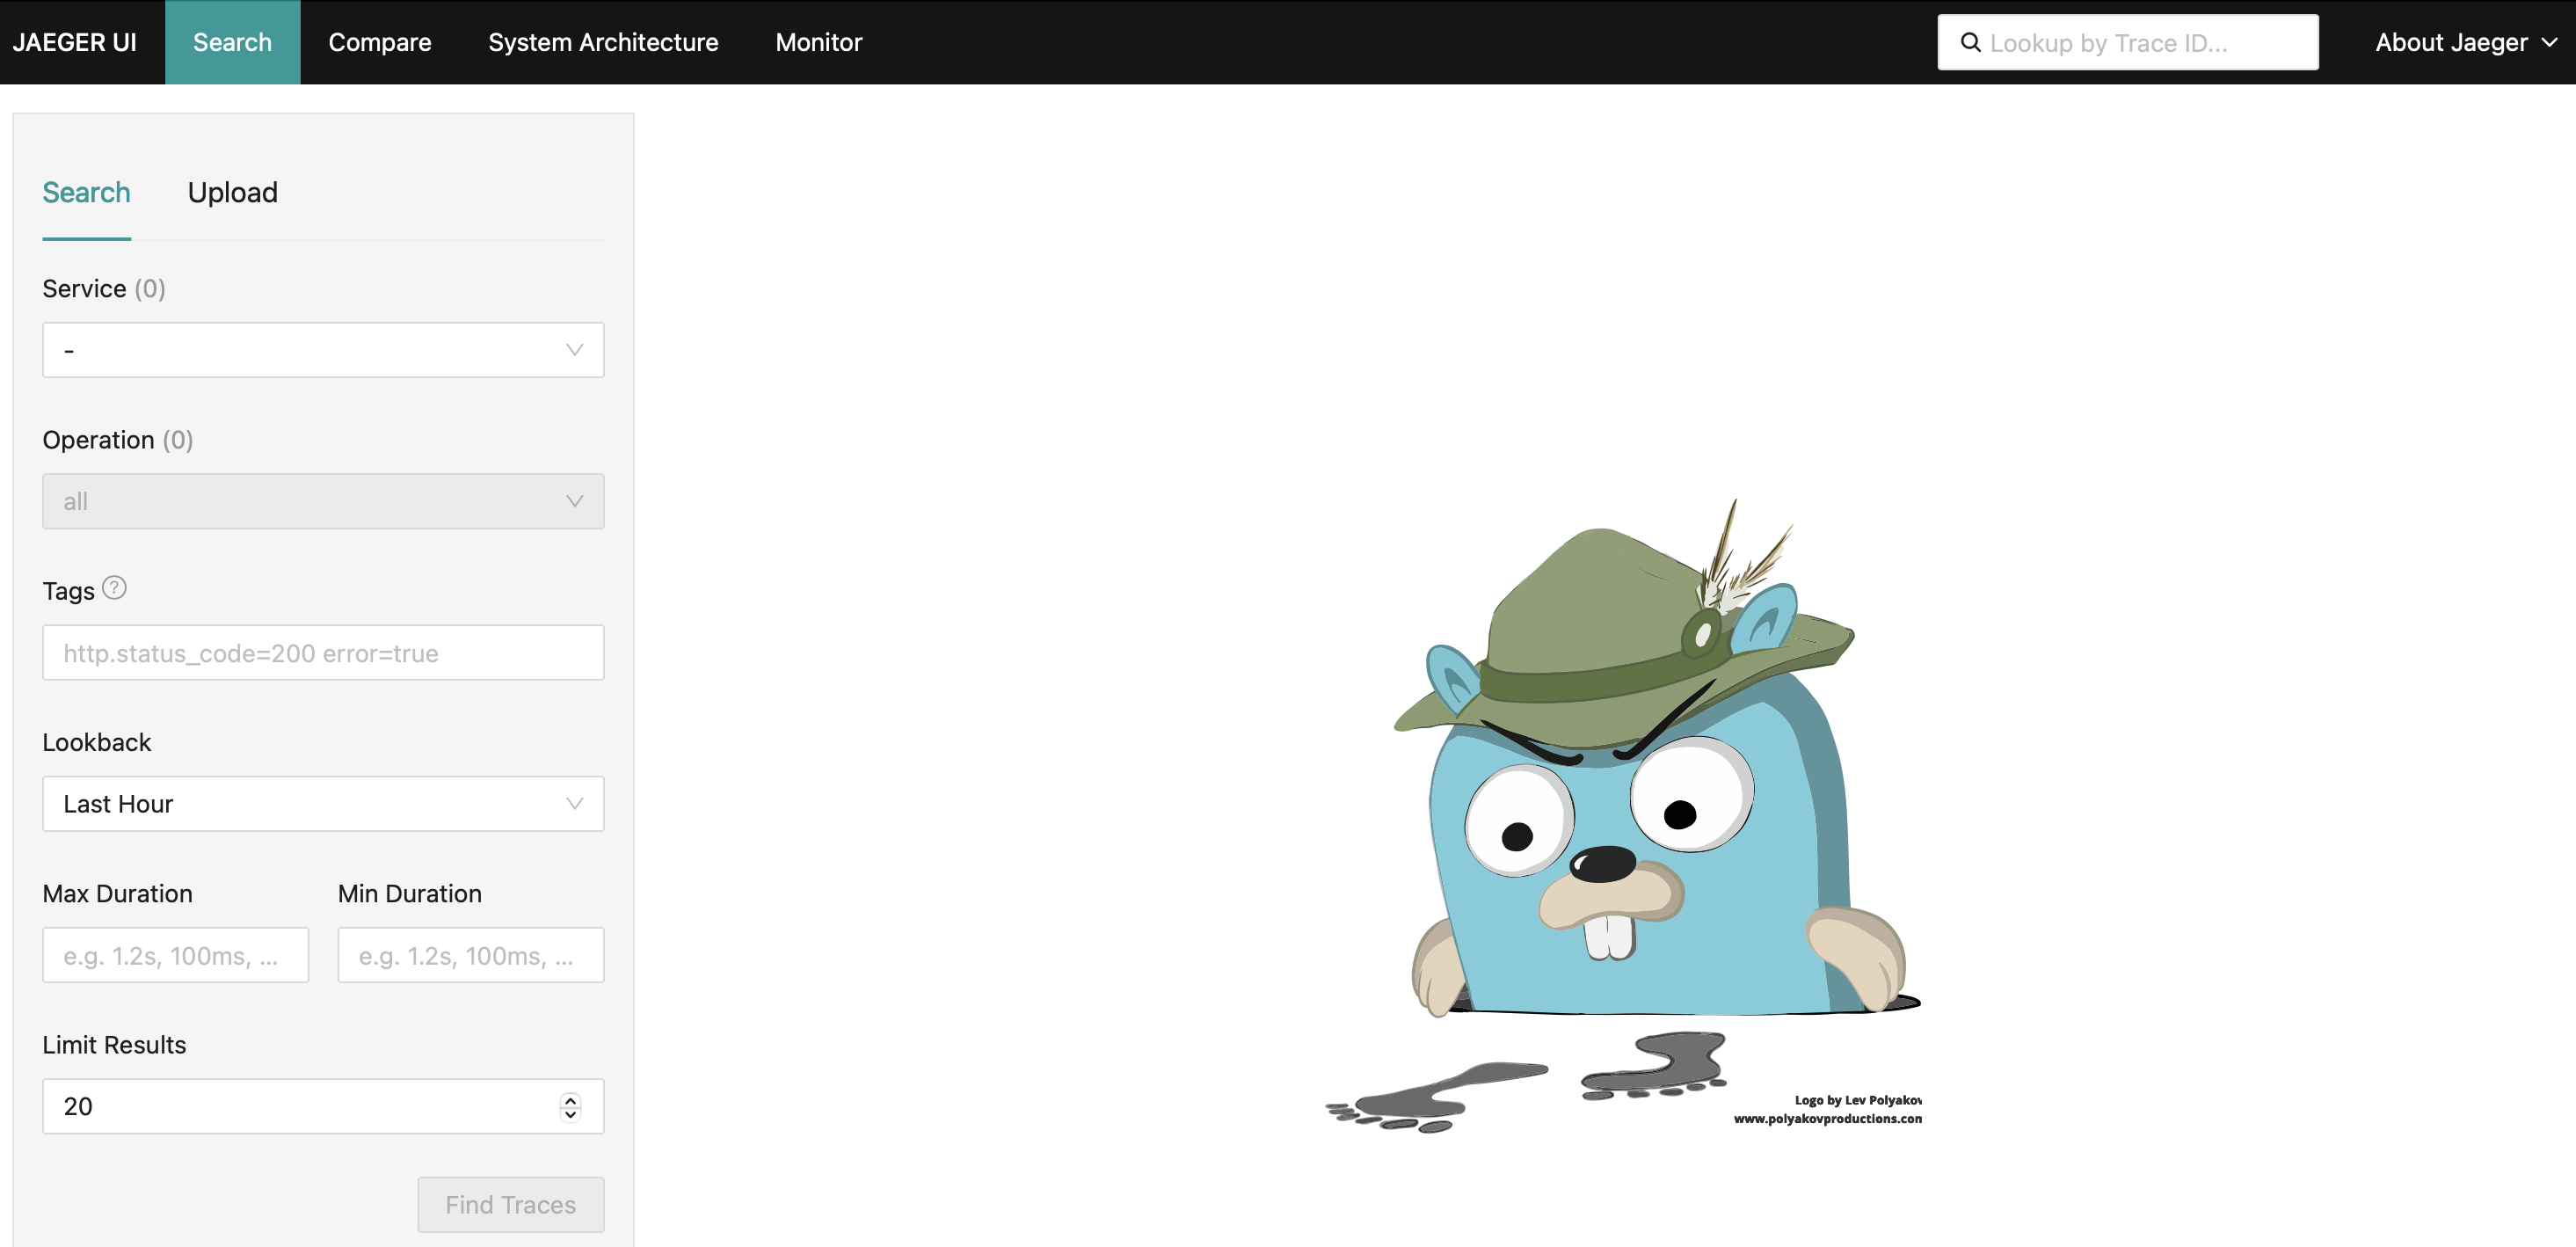 JAEGER UI Search Compare System Architecture Monitor Lookup by Trace ID... About Jaeger
Search Upload
Service (0)
-
Operation (0)
all
Tags ?
http.status_code=200 error=true
Lookback
Last Hour
Max Duration Min Duration
e.g. 1.2s, 100ms, ... e.g. 1.2s, 100ms, ...
Limit Results
20
Find Traces
Logo by Lev Polyakov
www.polyakovproductions.com